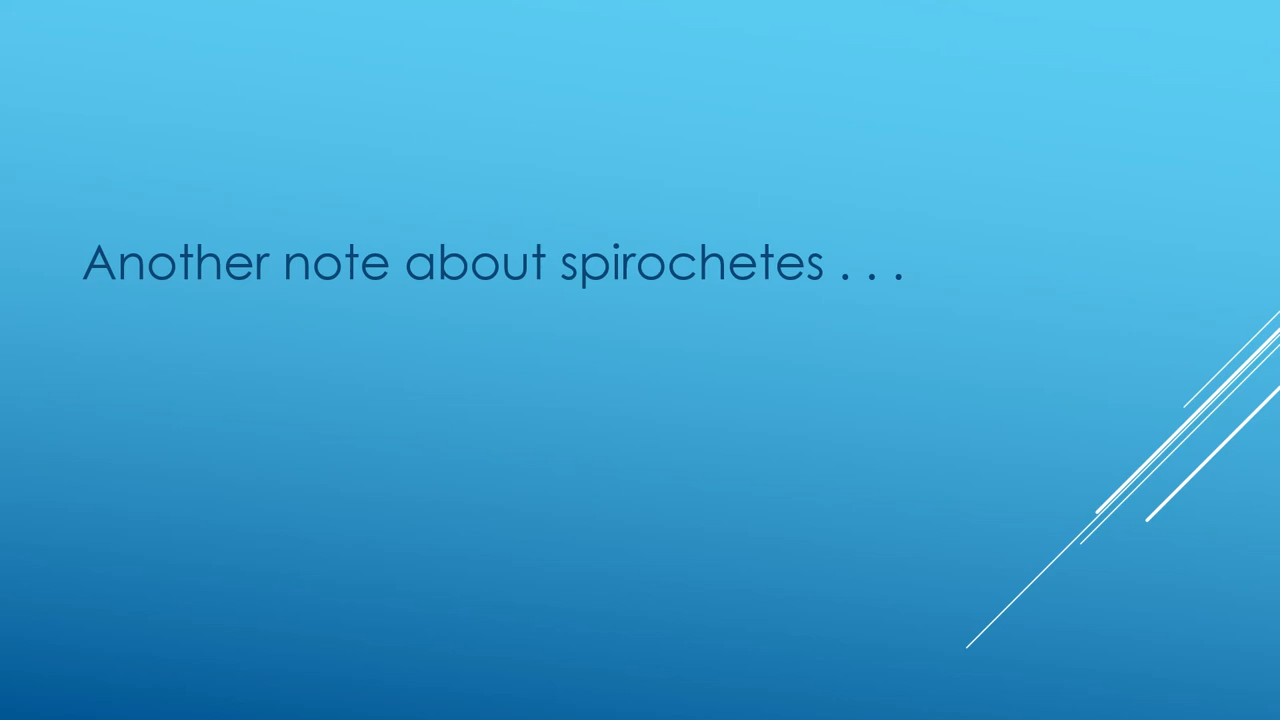 Another note about spirochetes . . .